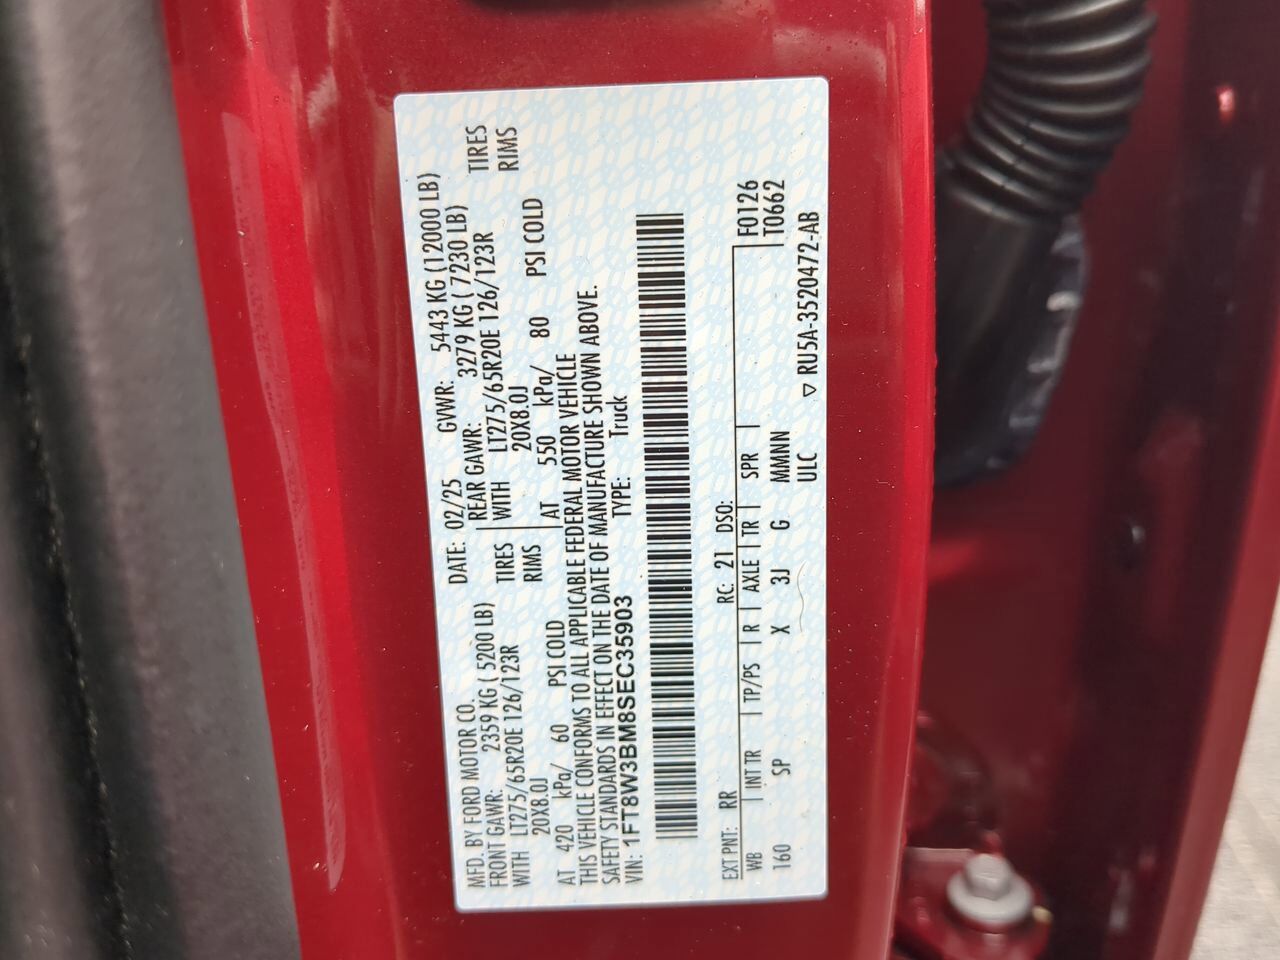 MFD. BY FORD MOTOR CO. DATE: 02/25 GVWR: 5443 KG (12000 LB)
FRONT GAWR: 2359 KG ( 5200 LB) REAR GAWR: 3279 KG ( 7230 LB)
WITH LT275/65R20E 126/123R TIRES WITH LT275/65R20E 126/123R TIRES
20X8.0J RIMS 20X8.0J RIMS
AT 420 kPa/ 60 PSI COLD AT 550 kPa/ 80 PSI COLD
THIS VEHICLE CONFORMS TO ALL APPLICABLE FEDERAL MOTOR VEHICLE
SAFETY STANDARDS IN EFFECT ON THE DATE OF MANUFACTURE SHOWN ABOVE.
VIN: 1FT8W3BM8SEC35903 TYPE: Truck
EXT PNT: RR RC: 21 DSO: F0126
WB INT TR TP/PS R AXLE TR SPR T0662
160 SP X 3J G MMMNN
ULC ▽ RU5A-3520472-AB